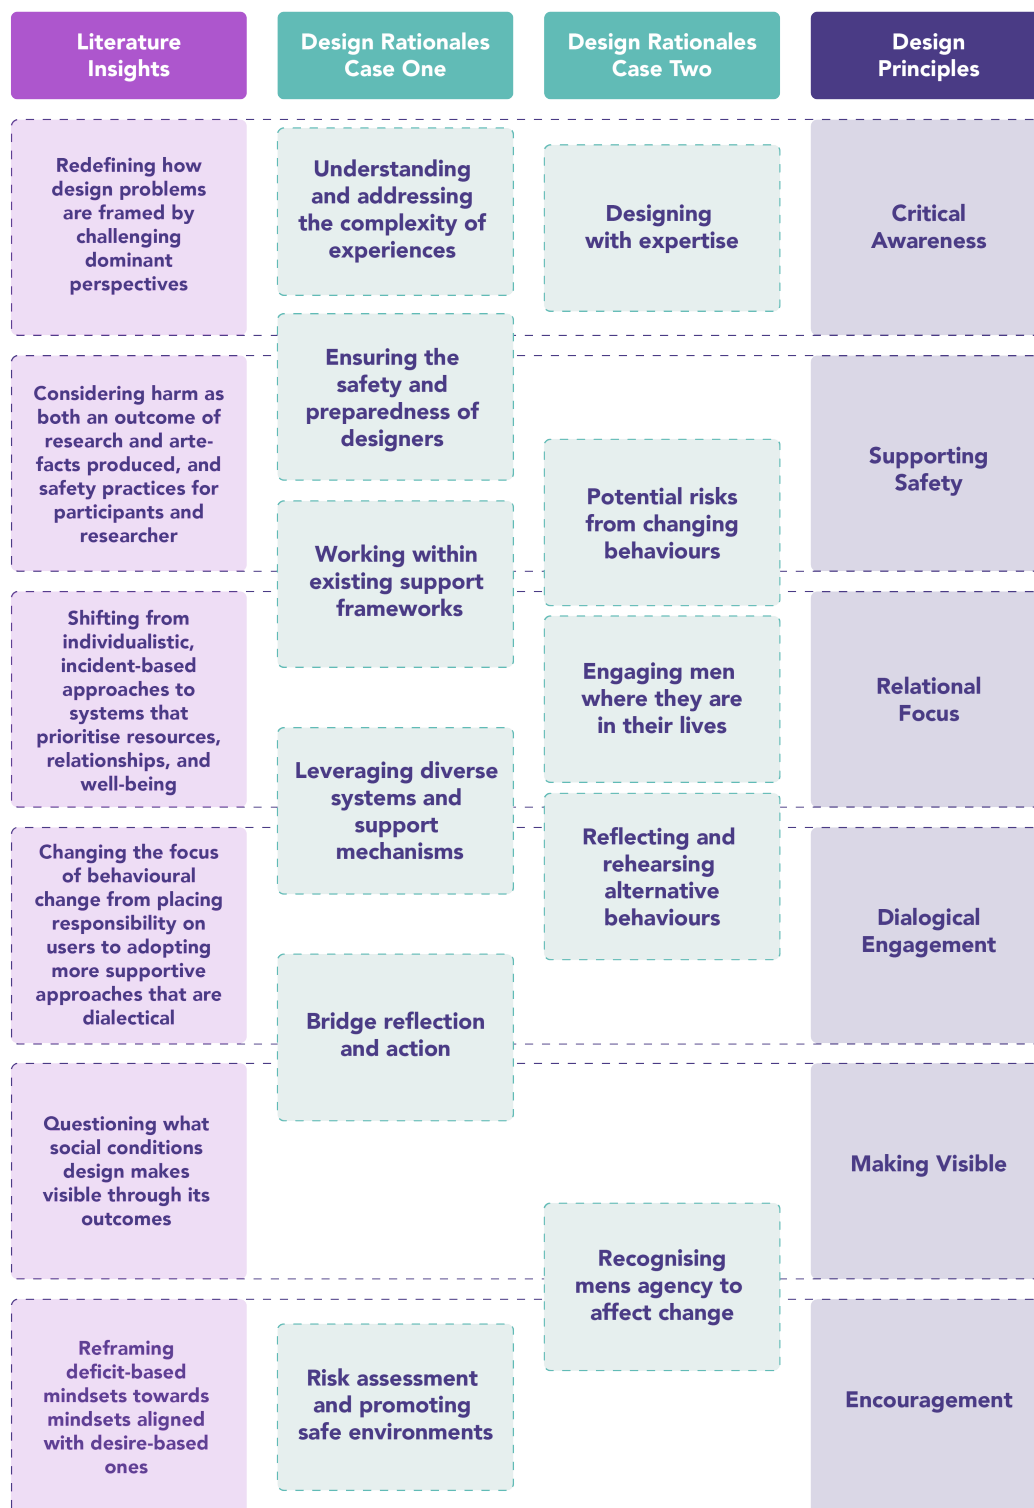 Literature
Insights
Design Rationales
Case One
Design Rationales
Case Two
Design
Principles
Redefining how
design problems
are framed by
challenging
dominant
perspectives
Understanding
and addressing
the complexity of
experiences
Designing
with expertise
Critical
Awareness
Ensuring the
safety and
preparedness of
designers
Considering harm as
both an outcome of
research and arte-
facts produced, and
safety practices for
participants and
researcher
Potential risks
from changing
behaviours
Supporting
Safety
Working within
existing support
frameworks
Shifting from
individualistic,
incident-based
approaches to
systems that
prioritise resources,
relationships, and
well-being
Engaging men
where they are
in their lives
Relational
Focus
Leveraging diverse
systems and
support
mechanisms
Reflecting and
rehearsing
alternative
behaviours
Changing the focus
of behavioural
change from placing
responsibility on
users to adopting
more supportive
approaches that are
dialectical
Dialogical
Engagement
Bridge reflection
and action
Questioning what
social conditions
design makes
visible through its
outcomes
Making Visible
Recognising
mens agency to
affect change
Reframing
deficit-based
mindsets towards
mindsets aligned
with desire-based
ones
Risk assessment
and promoting
safe environments
Encouragement